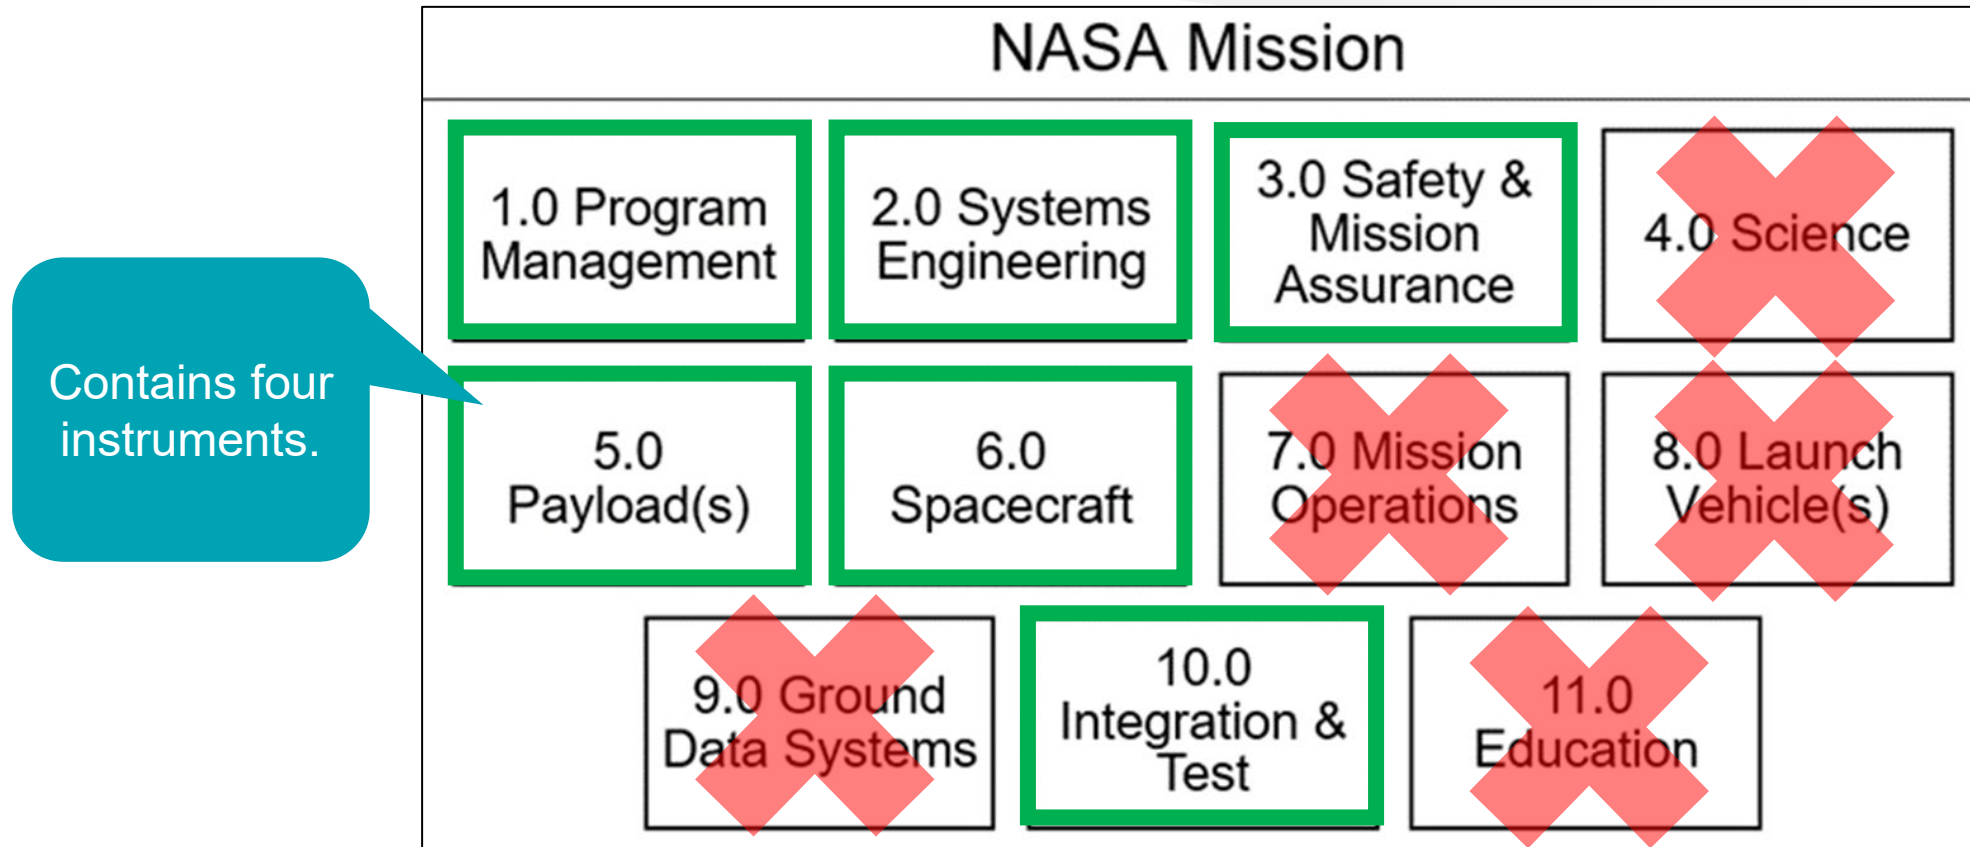 NASA Mission
1.0 Program
Management
2.0 Systems
Engineering
3.0 Safety &
Mission
Assurance
4.0 Science
Contains four
instruments.
5.0
Payload(s)
6.0
Spacecraft
7.0 Mission
Operations
8.0 Launch
Vehicle(s)
9.0 Ground
Data Systems
10.0
Integration &
Test
11.0
Education